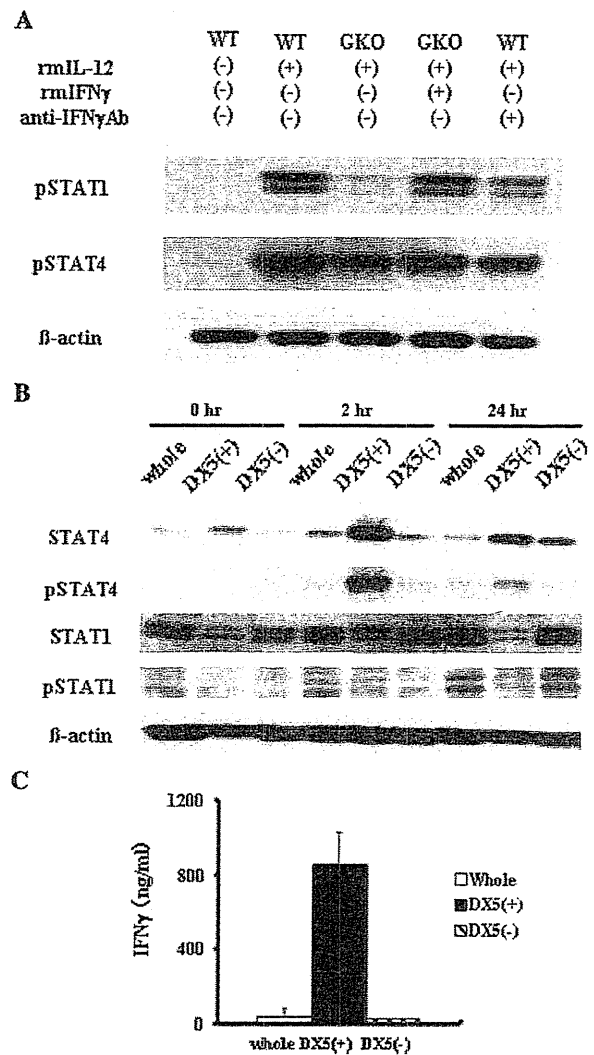 A
WT WT GKO GKO WT
rmIL-12 (-) (+) (+) (+) (+)
rmIFNγ (-) (-) (-) (+) (-)
anti-IFNγAb (-) (-) (-) (-) (+)
pSTAT1
pSTAT4
ß-actin
B
0 hr 2 hr 24 hr
whole DX5(+) DX5(-) whole DX5(+) DX5(-) whole DX5(+) DX5(-)
STAT4
pSTAT4
STAT1
pSTAT1
ß-actin
C
1200
800
400
0
IFNγ (ng/ml)
Whole
DX5(+)
DX5(-)
whole DX5(+) DX5(-)